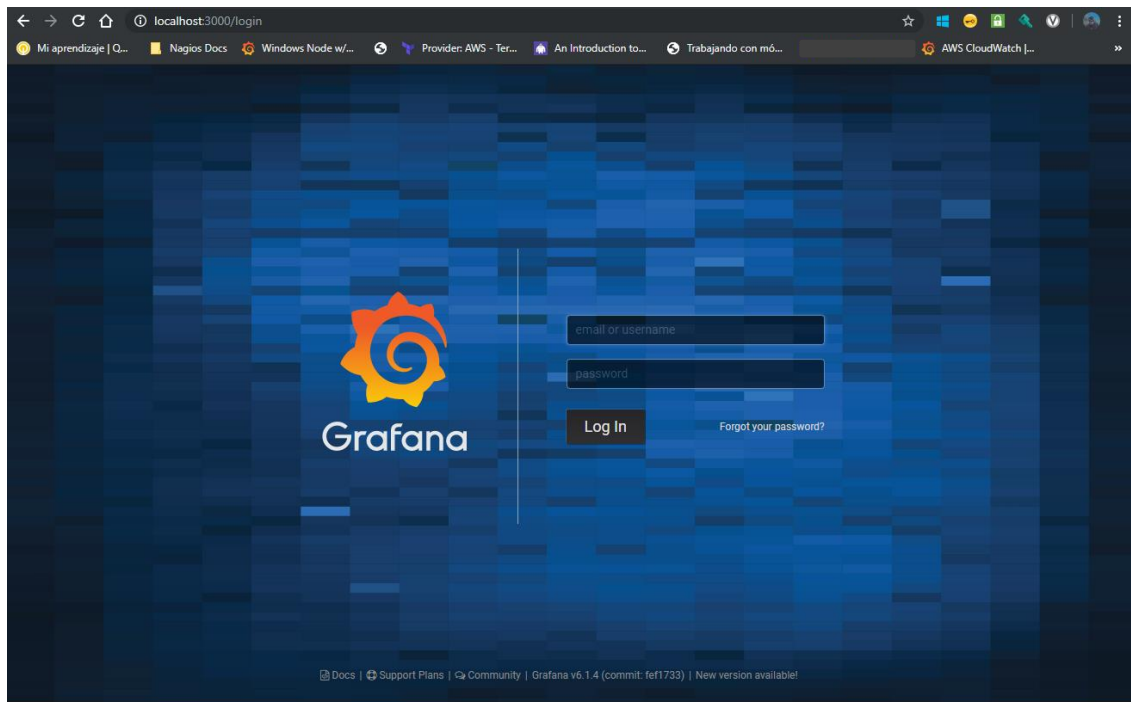 localhost:3000/login
Mi aprendizaje | Q... Nagios Docs Windows Node w/... Provider: AWS - Ter... An Introduction to... Trabajando con mó... AWS CloudWatch |... »
email or username
password
Log In Forgot your password?
Grafana
Docs | Support Plans | Community | Grafana v6.1.4 (commit: fef1733) | New version available!